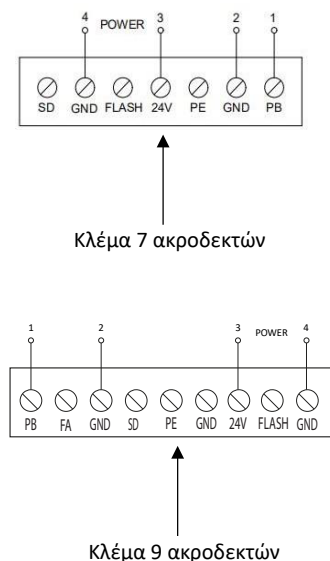 4 POWER 3 2 1
SD GND FLASH 24V PE GND PB
Κλέμα 7 ακροδεκτών
1 2 3 POWER 4
PB FA GND SD PE GND 24V FLASH GND
Κλέμα 9 ακροδεκτών